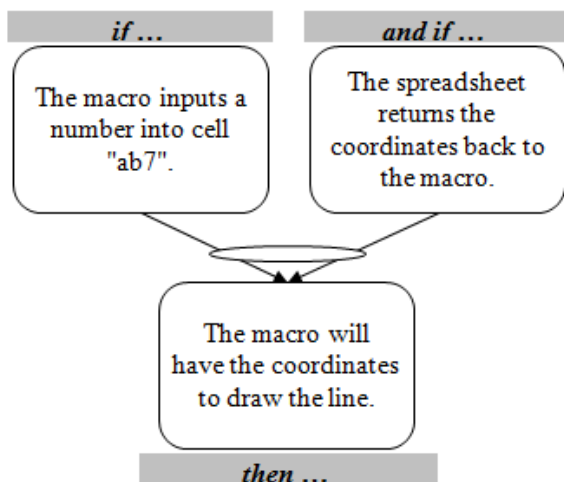 if ...
and if ...
The macro inputs a
number into cell
"ab7".
The spreadsheet
returns the
coordinates back to
the macro.
The macro will
have the coordinates
to draw the line.
then ...